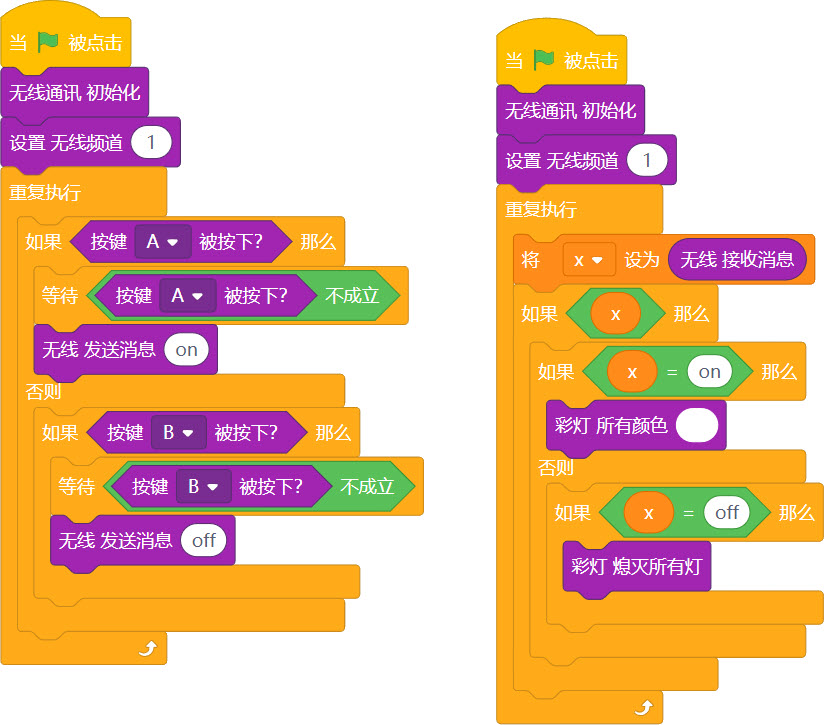 当 被点击
无线通讯 初始化
设置 无线频道 1
重复执行
如果 按键 A 被按下? 那么
等待 按键 A 被按下? 不成立
无线 发送消息 on
否则
如果 按键 B 被按下? 那么
等待 按键 B 被按下? 不成立
无线 发送消息 off
当 被点击
无线通讯 初始化
设置 无线频道 1
重复执行
将 x 设为 无线 接收消息
如果 x 那么
如果 x = on 那么
彩灯 所有颜色
否则
如果 x = off 那么
彩灯 熄灭所有灯